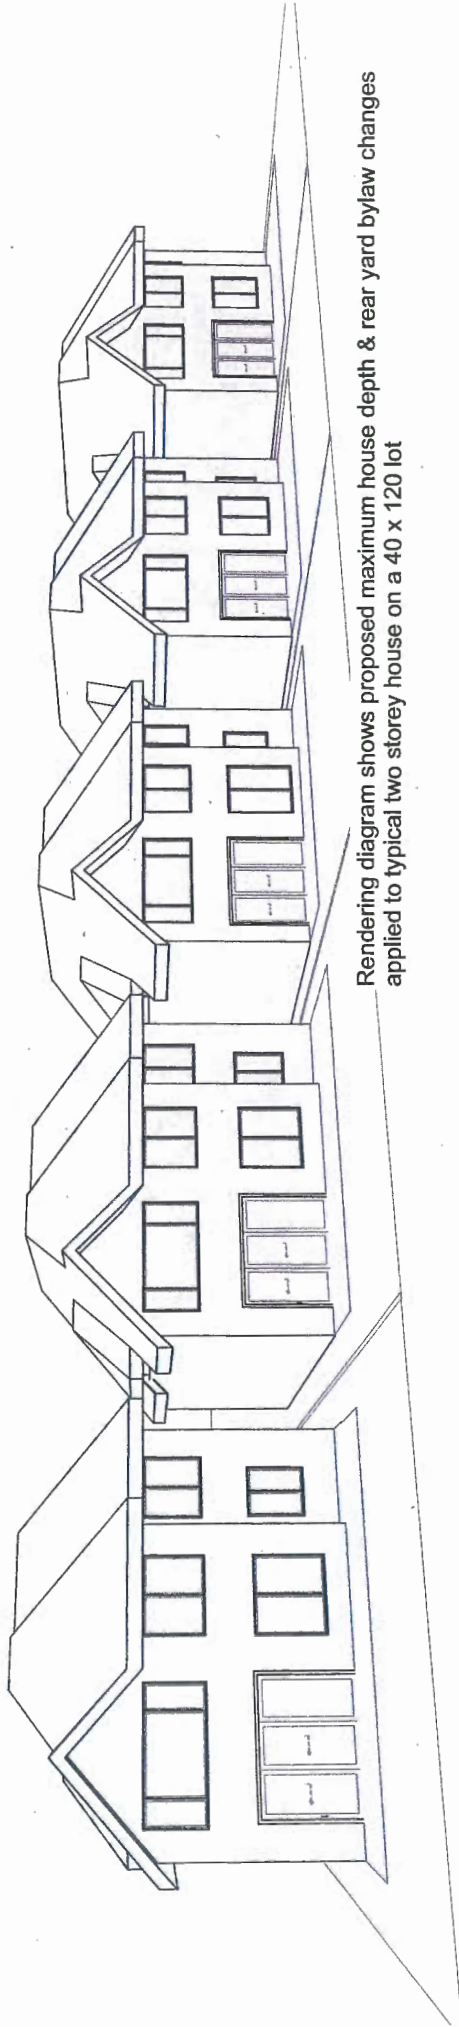 Rendering diagram shows proposed maximum house depth & rear yard bylaw changes
applied to typical two storey house on a 40 x 120 lot